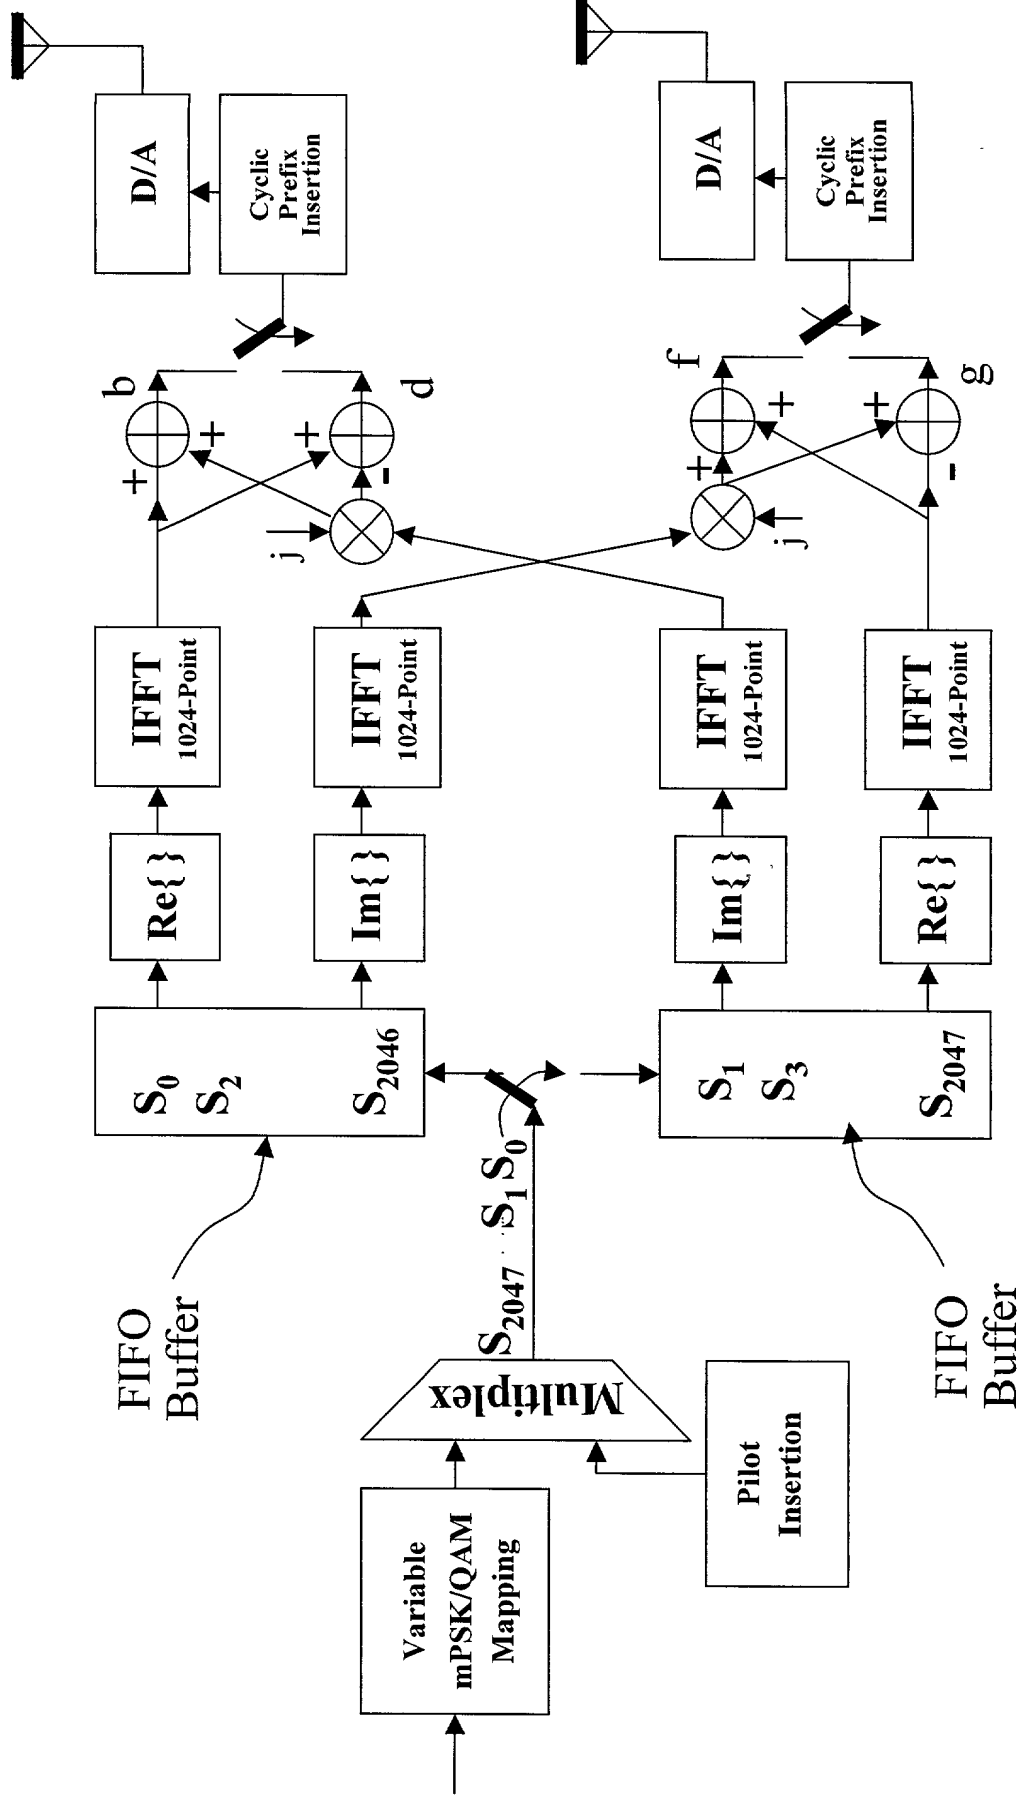 Variable
mPSK/QAM
Mapping
Pilot
Insertion
Multiplex
S2047 . . S1 S0
FIFO
Buffer
S0
S2
S2046
FIFO
Buffer
S1
S3
S2047
Re{ }
Im{ }
Im{ }
Re{ }
IFFT
1024-Point
IFFT
1024-Point
IFFT
1024-Point
IFFT
1024-Point
j
j
+
+
+
-
+
+
+
-
b
d
f
g
Cyclic
Prefix
Insertion
D/A
Cyclic
Prefix
Insertion
D/A